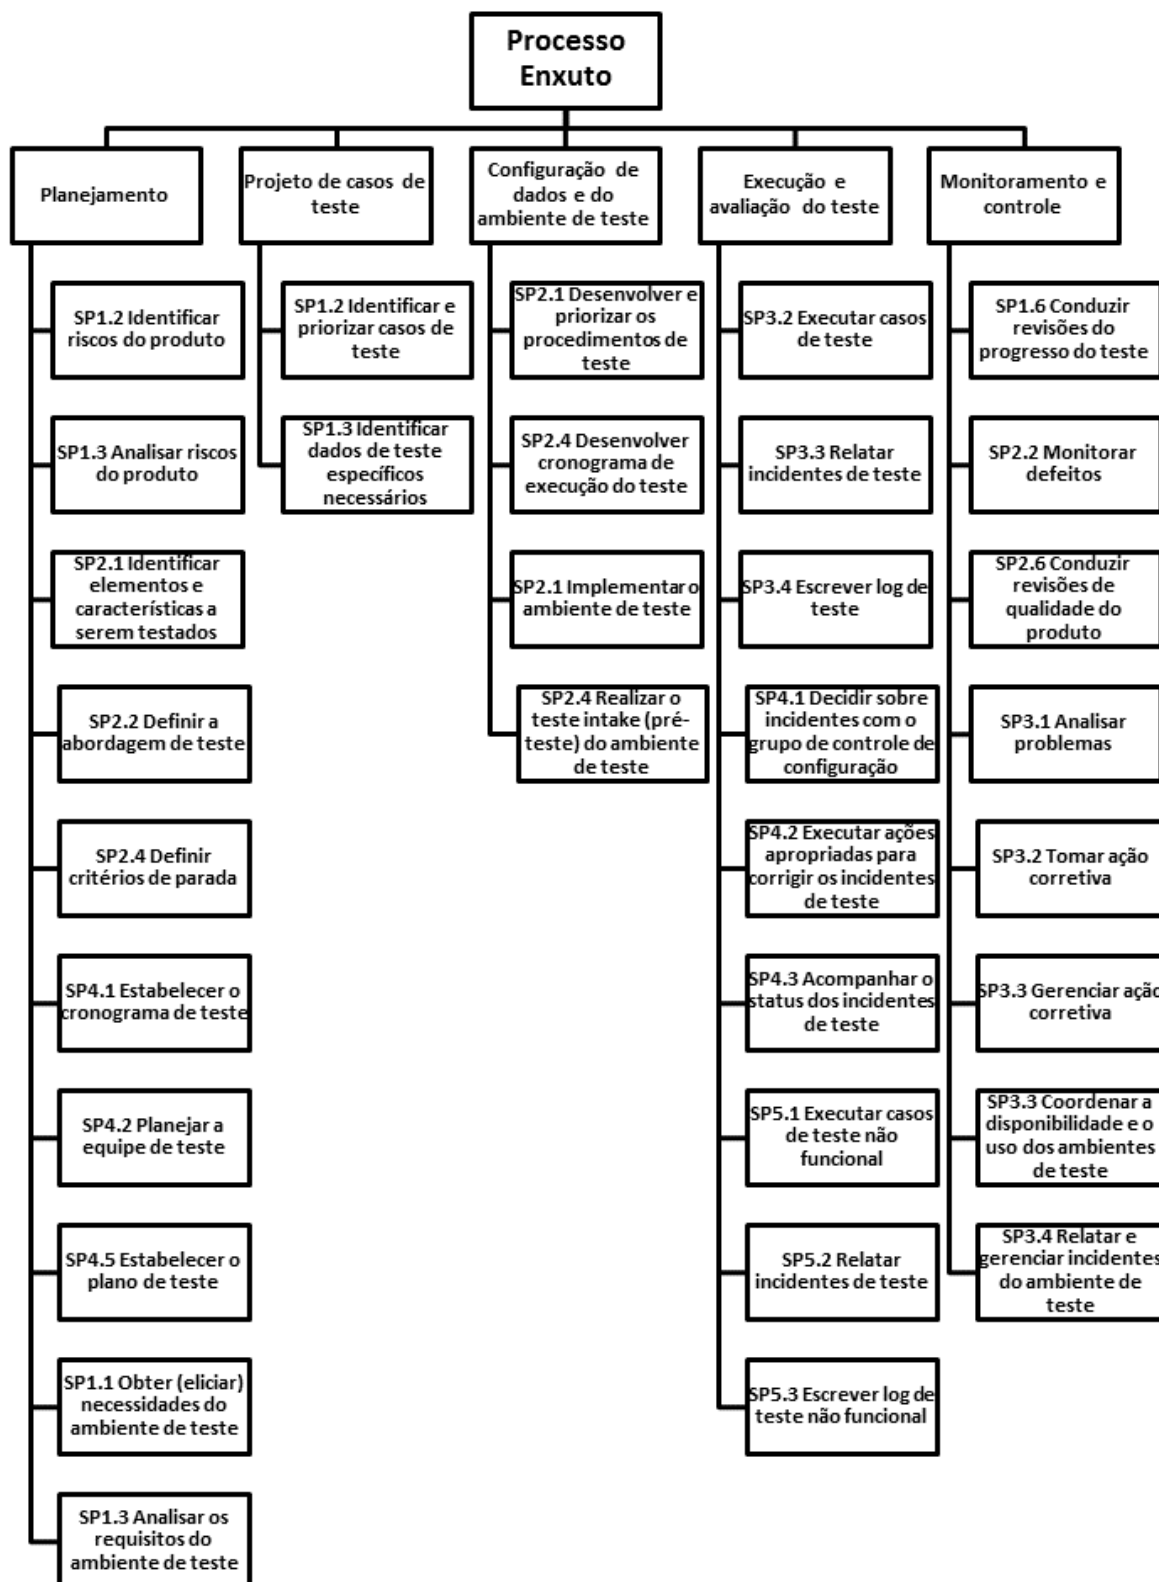 Processo
Enxuto
Planejamento
Projeto de casos de
teste
Configuração de
dados e do
ambiente de teste
Execução e
avaliação do teste
Monitoramento e
controle
SP1.2 Identificar
riscos do produto
SP1.3 Analisar riscos
do produto
SP2.1 Identificar
elementos e
características a
serem testados
SP2.2 Definir a
abordagem de teste
SP2.4 Definir
critérios de parada
SP4.1 Estabelecer o
cronograma de teste
SP4.2 Planejar a
equipe de teste
SP4.5 Estabelecer o
plano de teste
SP1.1 Obter (eliciar)
necessidades do
ambiente de teste
SP1.3 Analisar os
requisitos do
ambiente de teste
SP1.2 Identificar e
priorizar casos de
teste
SP1.3 Identificar
dados de teste
específicos
necessários
SP2.1 Desenvolver e
priorizar os
procedimentos de
teste
SP2.4 Desenvolver
cronograma de
execução do teste
SP2.1 Implementar o
ambiente de teste
SP2.4 Realizar o
teste intake (pré-
teste) do ambiente
de teste
SP3.2 Executar casos
de teste
SP3.3 Relatar
incidentes de teste
SP3.4 Escrever log de
teste
SP4.1 Decidir sobre
incidentes com o
grupo de controle de
configuração
SP4.2 Executar ações
apropriadas para
corrigir os incidentes
de teste
SP4.3 Acompanhar o
status dos incidentes
de teste
SP5.1 Executar casos
de teste não
funcional
SP5.2 Relatar
incidentes de teste
SP5.3 Escrever log de
teste não funcional
SP1.6 Conduzir
revisões do
progresso do teste
SP2.2 Monitorar
defeitos
SP2.6 Conduzir
revisões de
qualidade do
produto
SP3.1 Analisar
problemas
SP3.2 Tomar ação
corretiva
SP3.3 Gerenciar ação
corretiva
SP3.3 Coordenar a
disponibilidade e o
uso dos ambientes
de teste
SP3.4 Relatar e
gerenciar incidentes
do ambiente de
teste